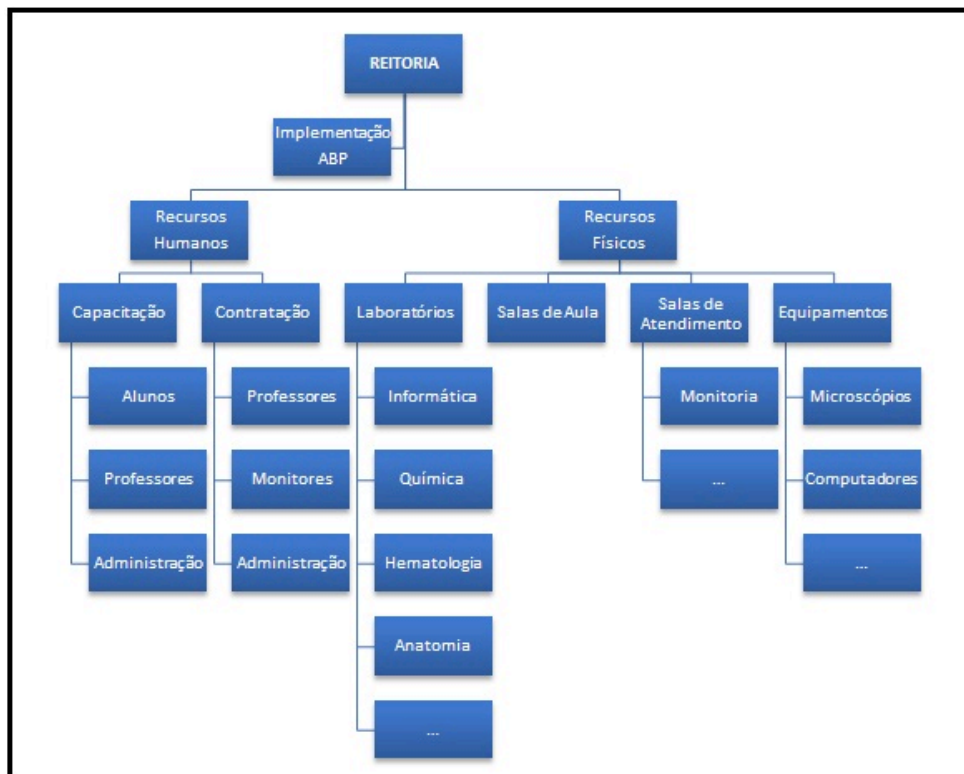 REITORIA
Implementação
ABP
Recursos
Humanos
Recursos
Físicos
Capacitação
Contratação
Laboratórios
Salas de Aula
Salas de
Atendimento
Equipamentos
Alunos
Professores
Informática
Monitoria
Microscópios
Professores
Monitores
Química
...
Computadores
Administração
Administração
Hematologia
...
Anatomia
...